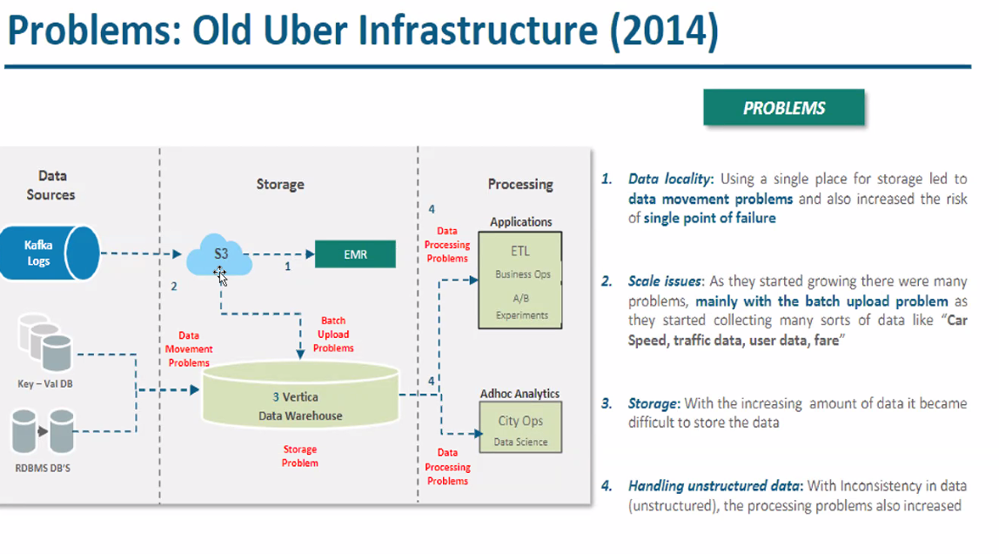 Problems: Old Uber Infrastructure (2014)
PROBLEMS
Data
Sources
Storage
Processing
Kafka
Logs
S3
1
EMR
2
4
Data
Processing
Problems
Applications
ETL
Business Ops
A/B
Experiments
Key – Val DB
Data
Movement
Problems
Batch
Upload
Problems
3 Vertica
Data Warehouse
4
Adhoc Analytics
City Ops
Data Science
RDBMS DB'S
Storage
Problem
Data
Processing
Problems
1. Data locality: Using a single place for storage led to
data movement problems and also increased the risk
of single point of failure
2. Scale issues: As they started growing there were many
problems, mainly with the batch upload problem as
they started collecting many sorts of data like “Car
Speed, traffic data, user data, fare”
3. Storage: With the increasing amount of data it became
difficult to store the data
4. Handling unstructured data: With Inconsistency in data
(unstructured), the processing problems also increased